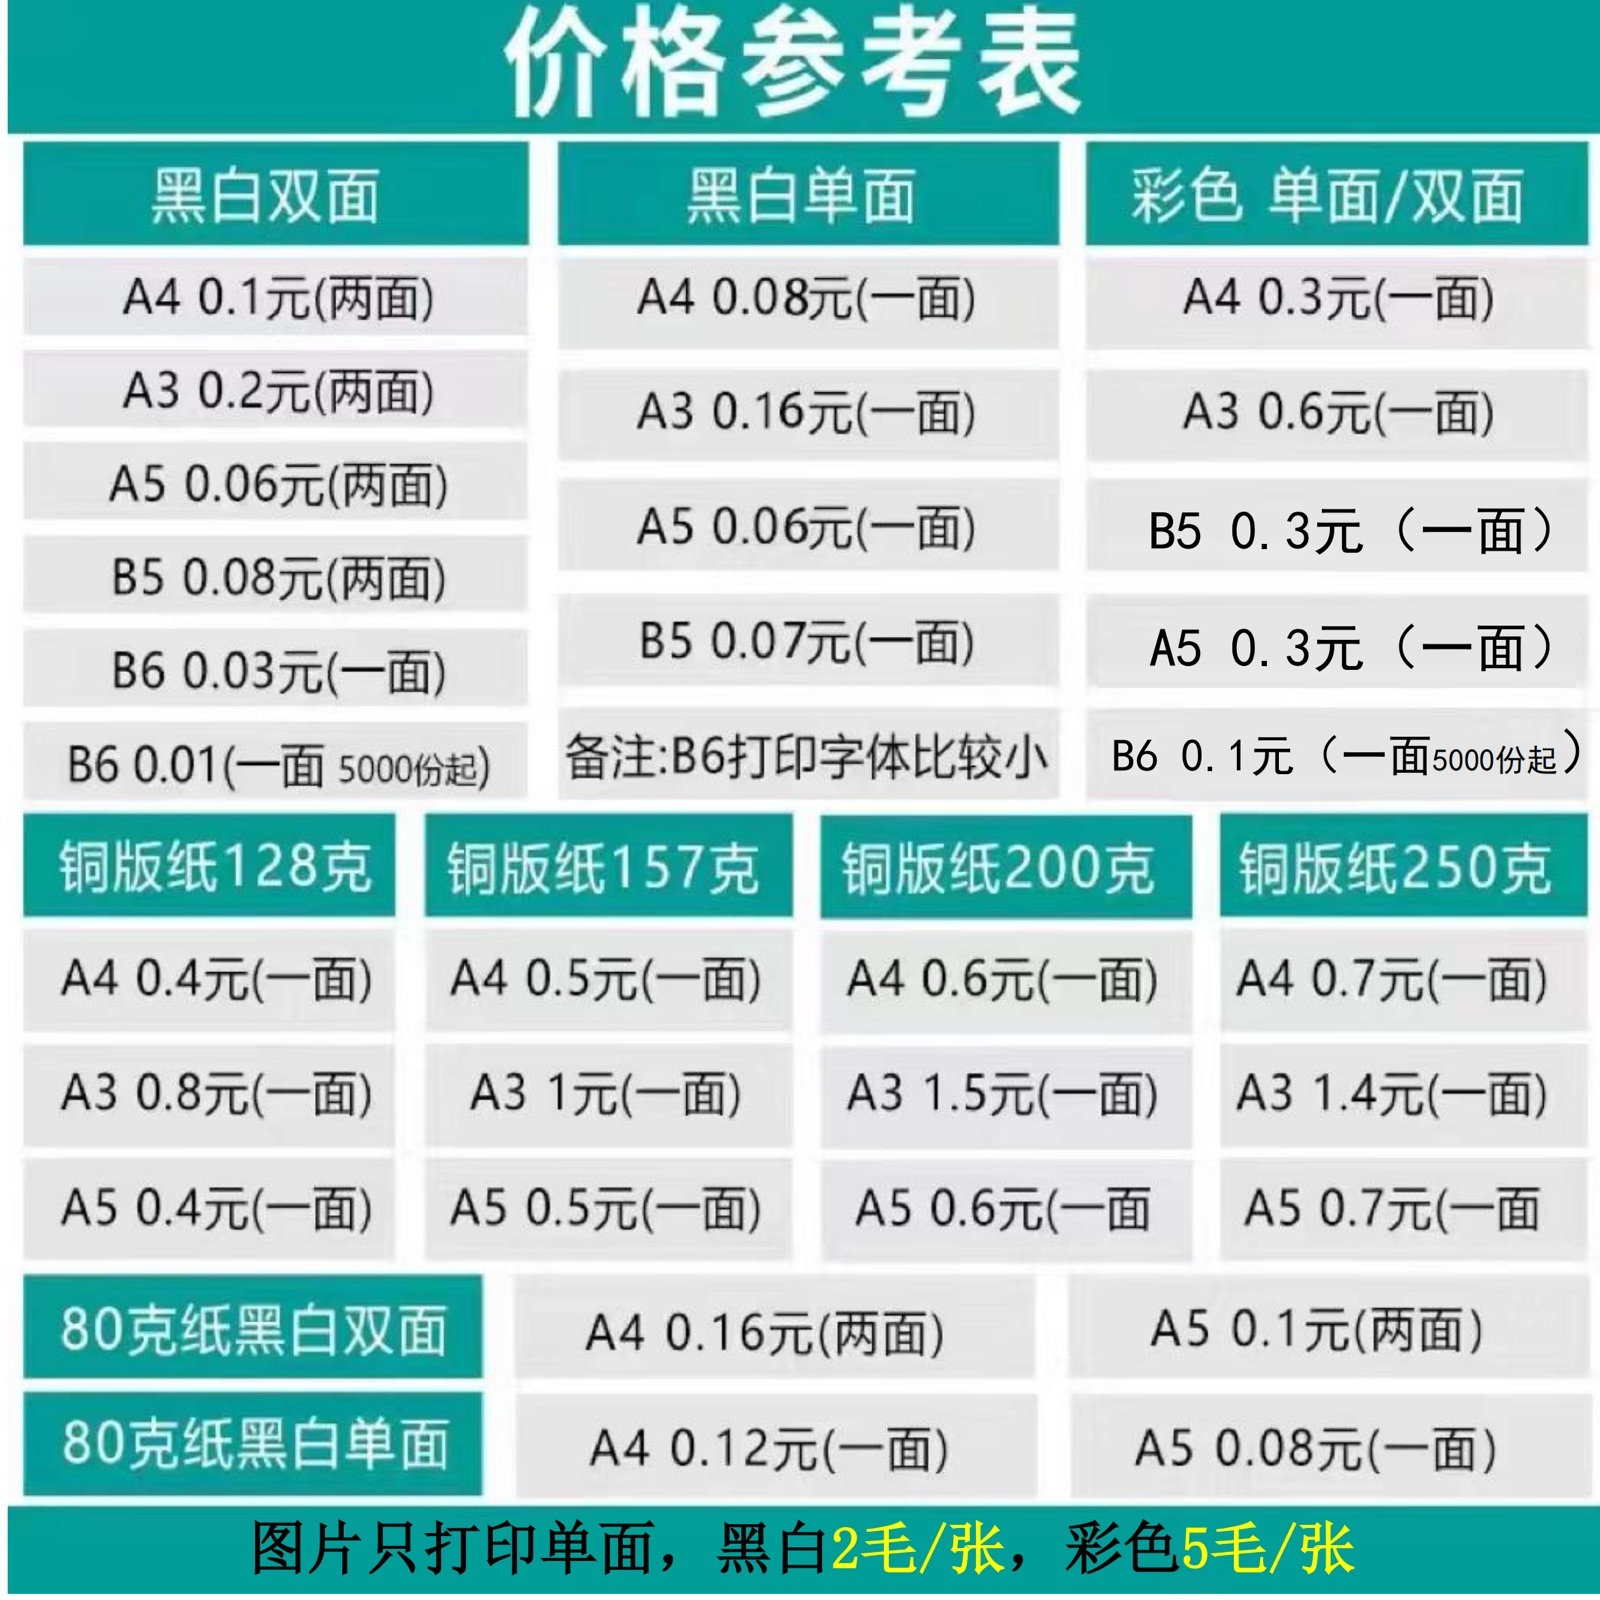 价格参考表
黑白双面
A4 0.1元(两面)
A3 0.2元(两面)
A5 0.06元(两面)
B5 0.08元(两面)
B6 0.03元(一面)
B6 0.01(一面 5000份起)
黑白单面
A4 0.08元(一面)
A3 0.16元(一面)
A5 0.06元(一面)
B5 0.07元(一面)
备注:B6打印字体比较小
彩色 单面/双面
A4 0.3元(一面)
A3 0.6元(一面)
B5 0.3元（一面）
A5 0.3元（一面）
B6 0.1元（一面5000份起）
铜版纸128克
A4 0.4元(一面)
A3 0.8元(一面)
A5 0.4元(一面)
铜版纸157克
A4 0.5元(一面)
A3 1元(一面)
A5 0.5元(一面)
铜版纸200克
A4 0.6元(一面)
A3 1.5元(一面)
A5 0.6元(一面
铜版纸250克
A4 0.7元(一面)
A3 1.4元(一面)
A5 0.7元(一面
80克纸黑白双面
A4 0.16元(两面)
A5 0.1元(两面)
80克纸黑白单面
A4 0.12元(一面)
A5 0.08元(一面)
图片只打印单面，黑白2毛/张，彩色5毛/张